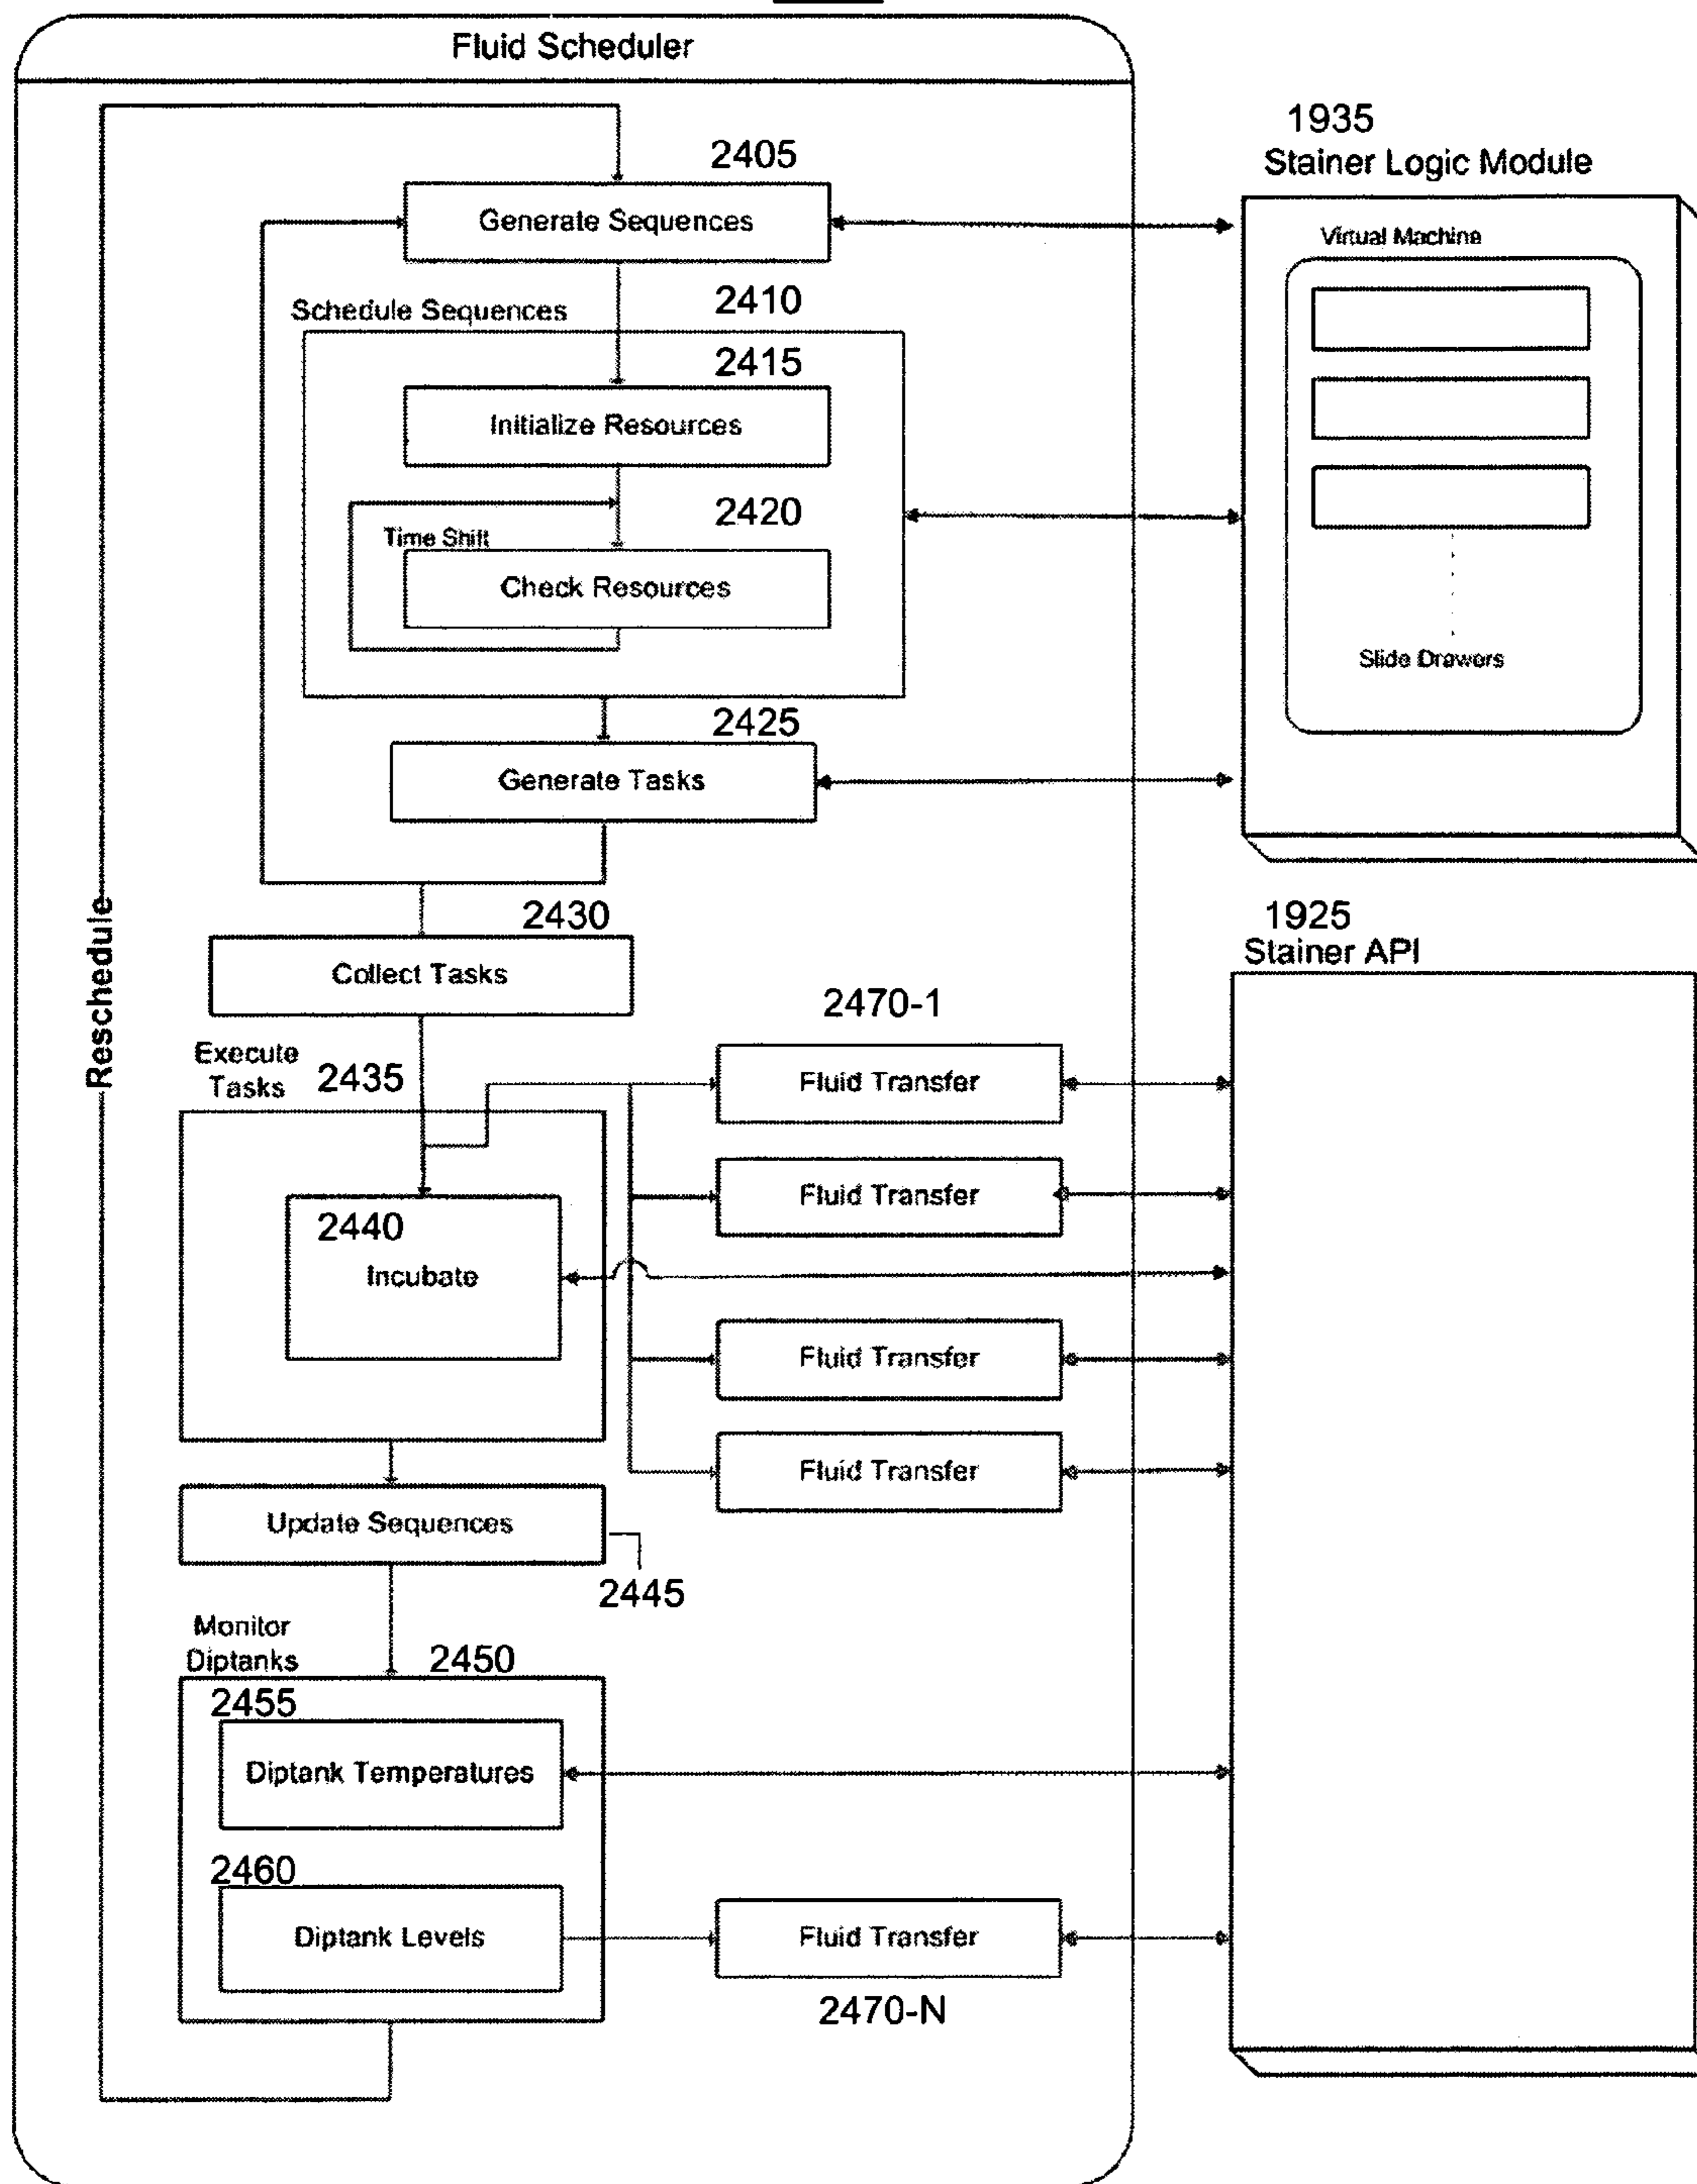 Fluid Scheduler
1935
Stainer Logic Module
2405
Generate Sequences
Virtual Machine
2410
Schedule Sequences
2415
Initialize Resources
2420
Time Shift
Check Resources
Slide Drawers
2425
Generate Tasks
Reschedule
2430
Collect Tasks
1925
Stainer API
2470-1
Execute
Tasks
2435
Fluid Transfer
Fluid Transfer
2440
Incubate
Fluid Transfer
Fluid Transfer
Update Sequences
2445
Monitor
Diptanks
2450
2455
Diptank Temperatures
2460
Diptank Levels
Fluid Transfer
2470-N